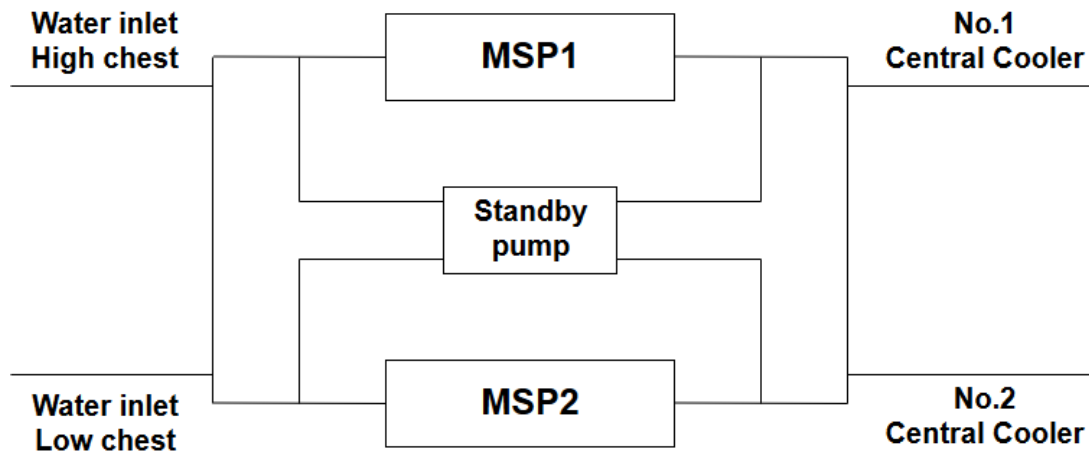 Water inlet
High chest
MSP1
No.1
Central Cooler
Standby
pump
Water inlet
Low chest
MSP2
No.2
Central Cooler